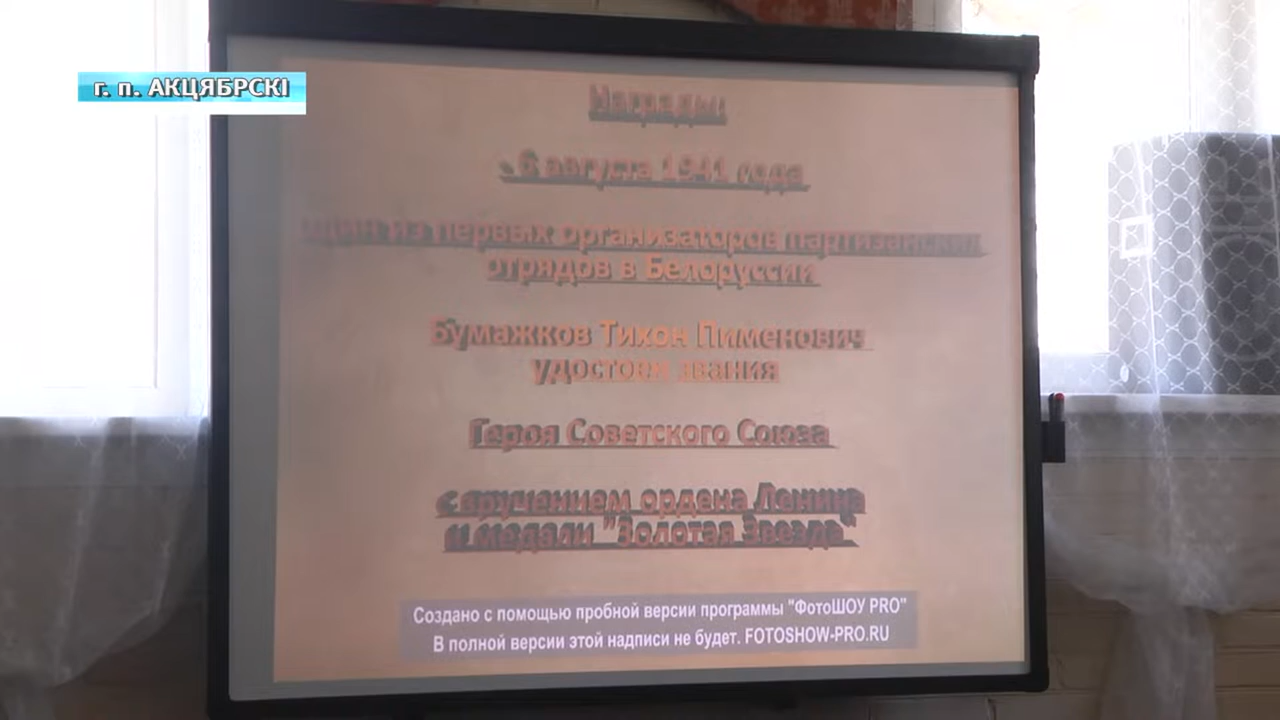 г. п. АКЦЯБРСКІ
Награды:
- 6 августа 1941 года
один из первых организаторов партизанских
отрядов в Белоруссии
Бумажков Тихон Пименович
удостоен звания
Героя Советского Союза
с вручением ордена Ленина
и медали "Золотая Звезда"
Создано с помощью пробной версии программы "ФотоШОУ PRO"
В полной версии этой надписи не будет. FOTOSHOW-PRO.RU